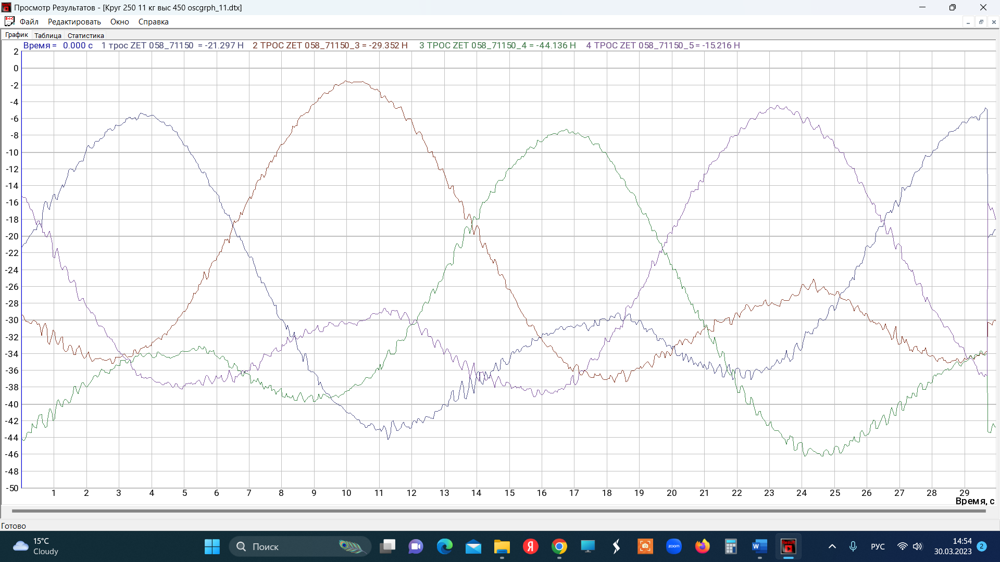 Просмотр Результатов - [Круг 250 11 кг выс 450 oscgrph_11.dtx]
Файл Редактировать Окно Справка
График Таблица Статистика
Время = 0.000 с 1 трос ZET 058_71150 = -21.297 Н 2 ТРОС ZET 058_71150_3 = -29.352 Н 3 ТРОС ZET 058_71150_4 = -44.136 Н 4 ТРОС ZET 058_71150_5 = -15.216 Н
2
0
-2
-4
-6
-8
-10
-12
-14
-16
-18
-20
-22
-24
-26
-28
-30
-32
-34
-36
-38
-40
-42
-44
-46
-48
-50
1 2 3 4 5 6 7 8 9 10 11 12 13 14 15 16 17 18 19 20 21 22 23 24 25 26 27 28 29
Время, с
Готово
15°C
Cloudy
Поиск
zoom
РУС
14:54
30.03.2023
2